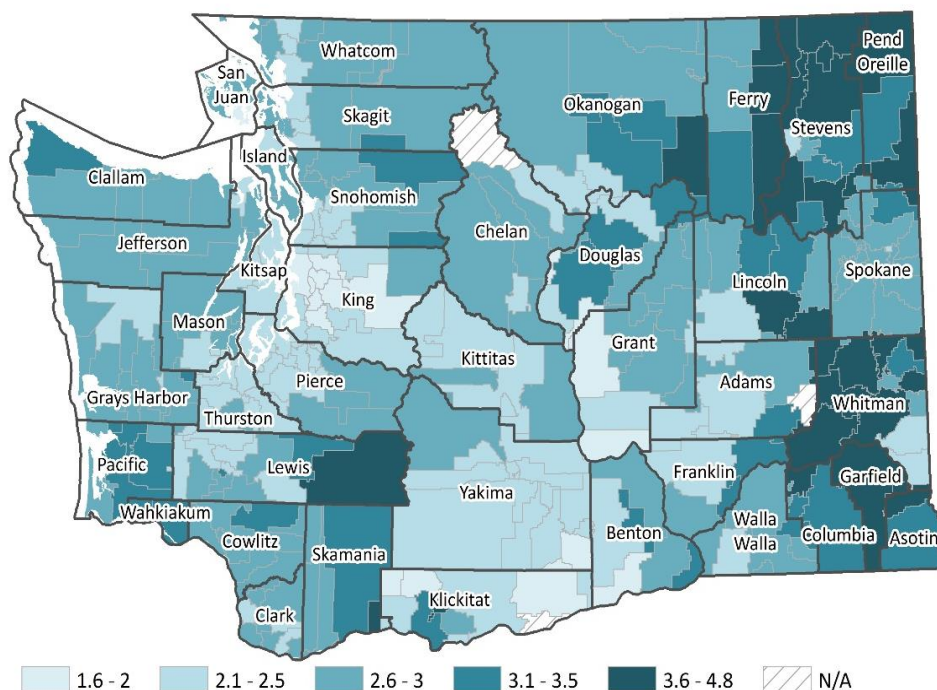 Whatcom
San
Juan
Skagit
Island
Clallam
Snohomish
Jefferson
Kitsap
King
Mason
Grays Harbor
Thurston
Pierce
Pacific
Lewis
Wahkiakum
Cowlitz
Skamania
Clark
Okanogan
Ferry
Stevens
Pend
Oreille
Chelan
Douglas
Lincoln
Spokane
Kittitas
Grant
Adams
Whitman
Yakima
Benton
Franklin
Walla
Walla
Columbia
Garfield
Asotin
Klickitat
1.6 - 2
2.1 - 2.5
2.6 - 3
3.1 - 3.5
3.6 - 4.8
N/A